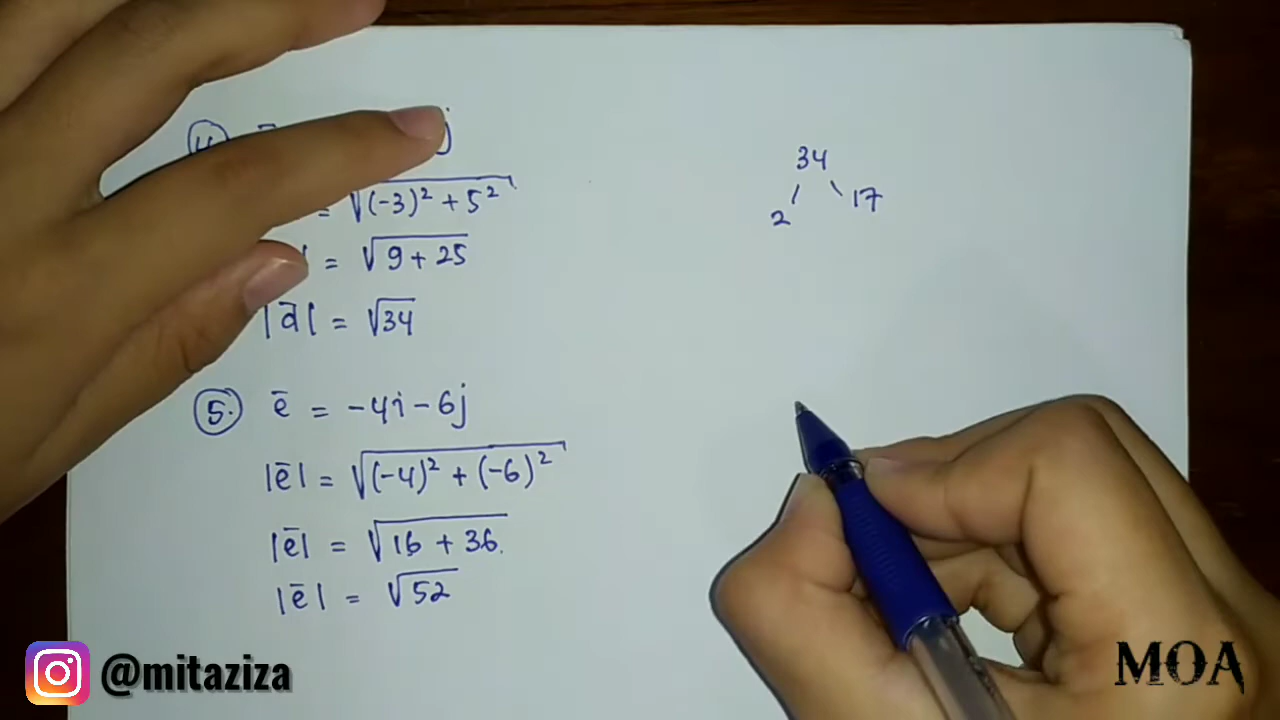 4. j
= √(-3)² + 5²
| = √9 + 25
|d̄| = √34
5. ē = -4i - 6j
|ē| = √(-4)² + (-6)²
|ē| = √16 + 36.
|ē| = √52
34
2 17
@mitaziza
MOA